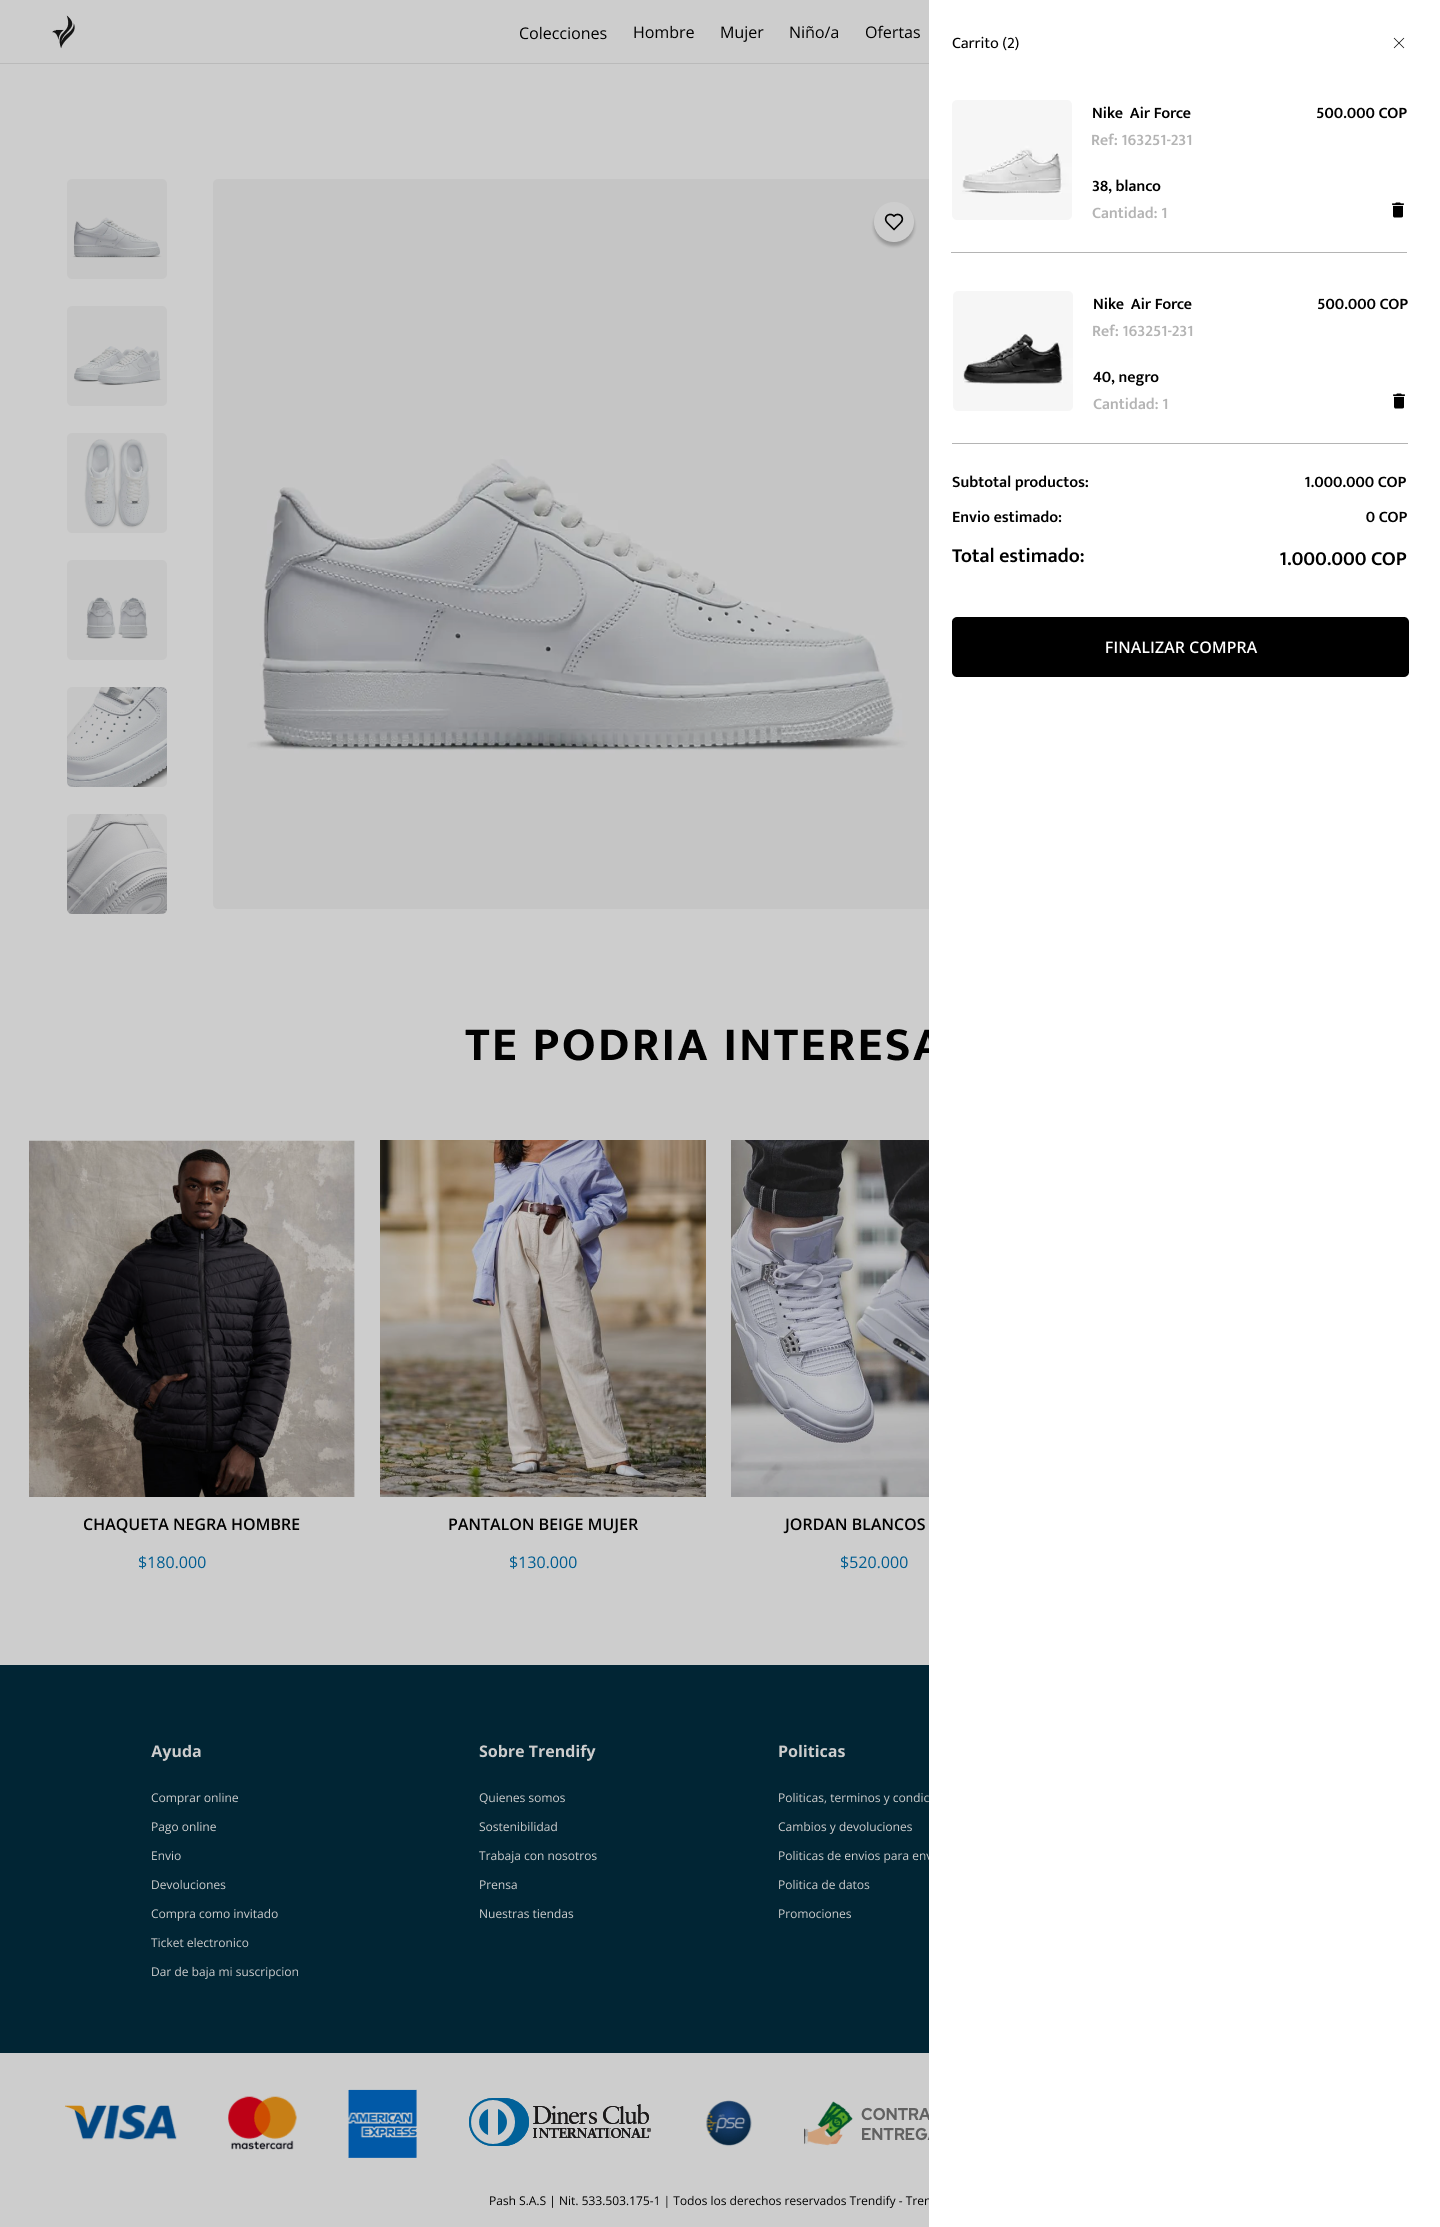 Colecciones Hombre Mujer Niño/a Ofertas
Carrito (2)
Nike Air Force 500.000 COP
Ref: 163251-231
38, blanco
Cantidad: 1
Nike Air Force 500.000 COP
Ref: 163251-231
40, negro
Cantidad: 1
Subtotal productos: 1.000.000 COP
Envio estimado: 0 COP
Total estimado: 1.000.000 COP
FINALIZAR COMPRA
TE PODRIA INTERESA
CHAQUETA NEGRA HOMBRE
$180.000
PANTALON BEIGE MUJER
$130.000
JORDAN BLANCOS
$520.000
Ayuda
Comprar online
Pago online
Envio
Devoluciones
Compra como invitado
Ticket electronico
Dar de baja mi suscripcion
Sobre Trendify
Quienes somos
Sostenibilidad
Trabaja con nosotros
Prensa
Nuestras tiendas
Politicas
Politicas, terminos y condic
Cambios y devoluciones
Politicas de envios para env
Politica de datos
Promociones
VISA
mastercard
AMERICAN
EXPRESS
Diners Club
INTERNATIONAL®
pse
CONTRA
ENTREGA
Pash S.A.S | Nit. 533.503.175-1 | Todos los derechos reservados Trendify - Tren